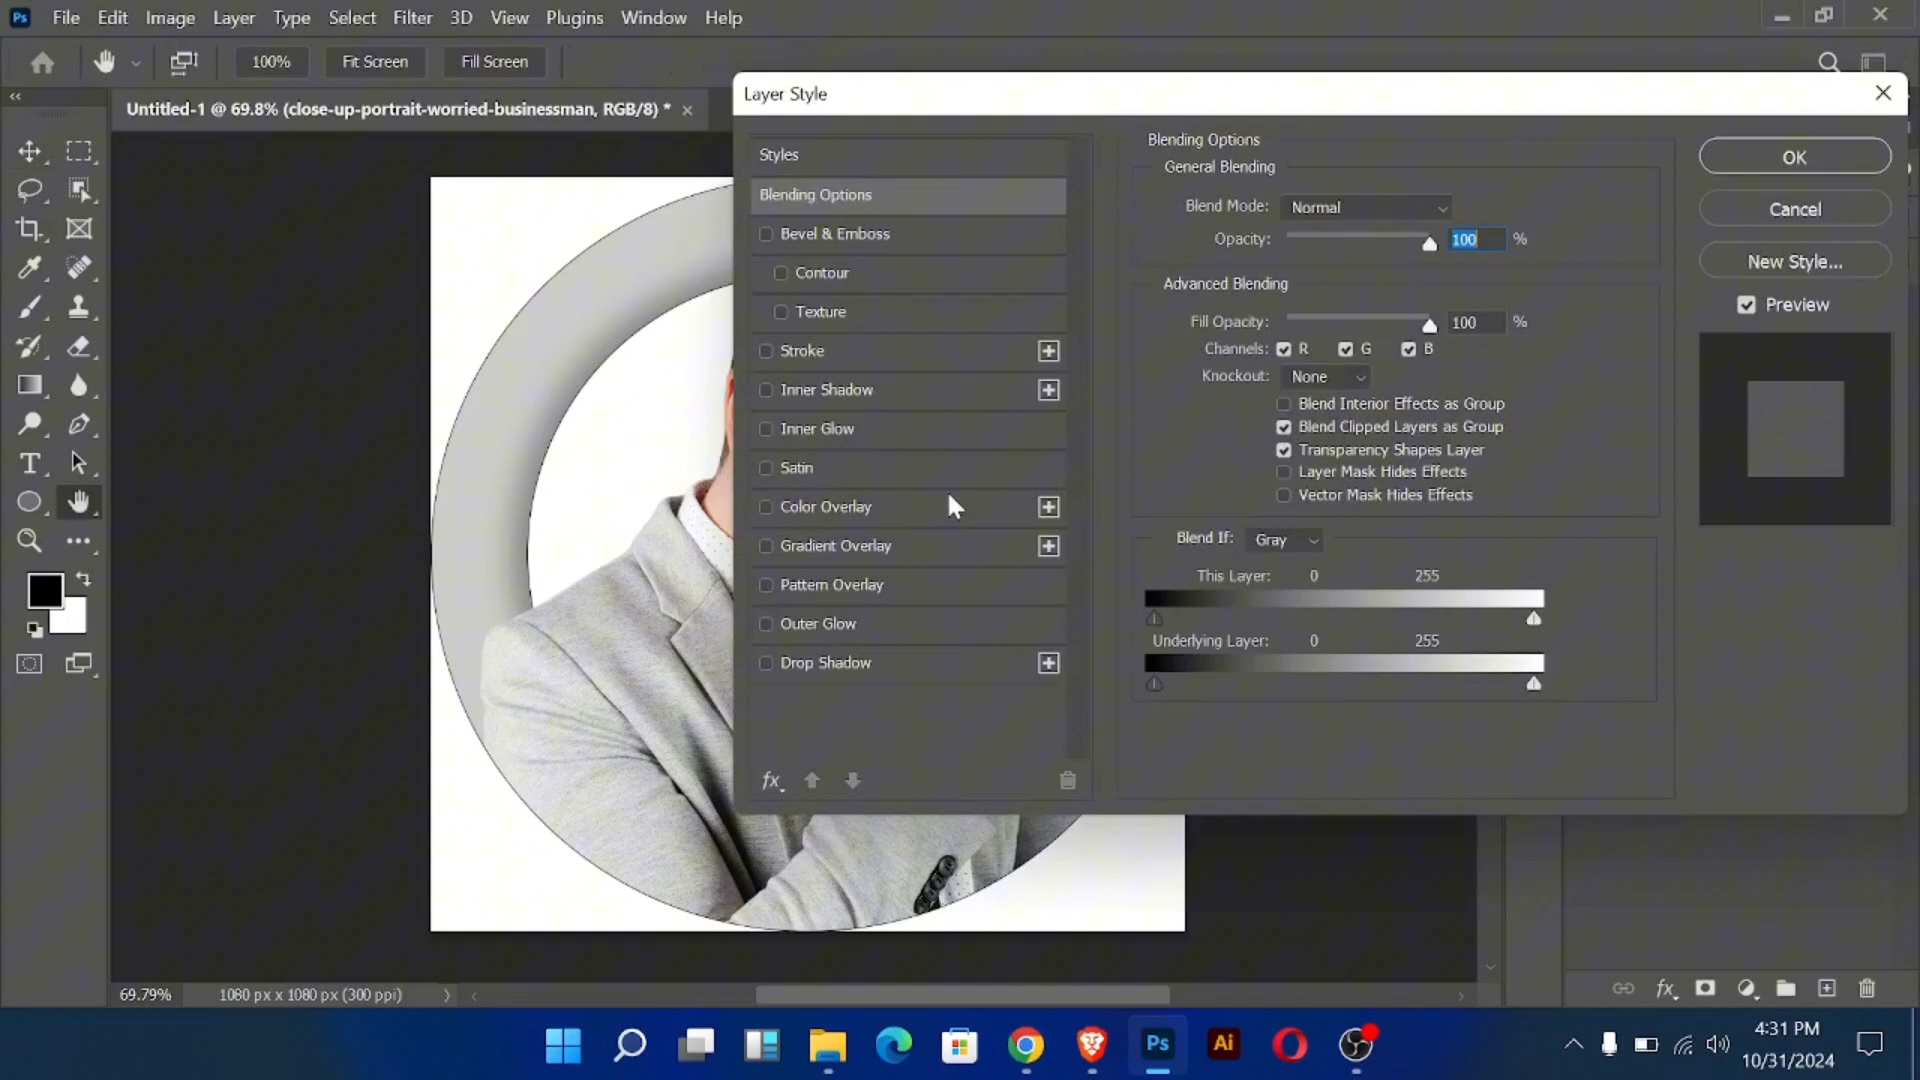 Ps File Edit Image Layer Type Select Filter 3D View Plugins Window Help
100% Fit Screen Fill Screen
Untitled-1 @ 69.8% (close-up-portrait-worried-businessman, RGB/8) *
Layer Style
Styles
Blending Options
Bevel & Emboss
Contour
Texture
Stroke
Inner Shadow
Inner Glow
Satin
Color Overlay
Gradient Overlay
Pattern Overlay
Outer Glow
Drop Shadow
fx
Blending Options
General Blending
Blend Mode: Normal
Opacity: 100 %
Advanced Blending
Fill Opacity: 100 %
Channels: R G B
Knockout: None
Blend Interior Effects as Group
Blend Clipped Layers as Group
Transparency Shapes Layer
Layer Mask Hides Effects
Vector Mask Hides Effects
Blend If: Gray
This Layer: 0 255
Underlying Layer: 0 255
OK
Cancel
New Style...
Preview
T
69.79% 1080 px x 1080 px (300 ppi)
fx
Ps Ai
4:31 PM
10/31/2024